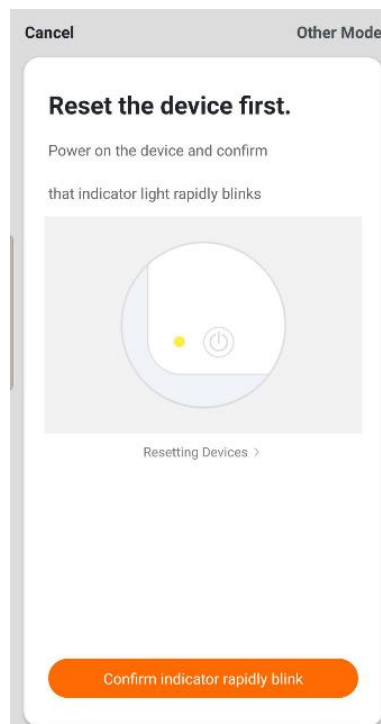 Cancel
Other Mode
Reset the device first.
Power on the device and confirm
that indicator light rapidly blinks
Resetting Devices >
Confirm indicator rapidly blink